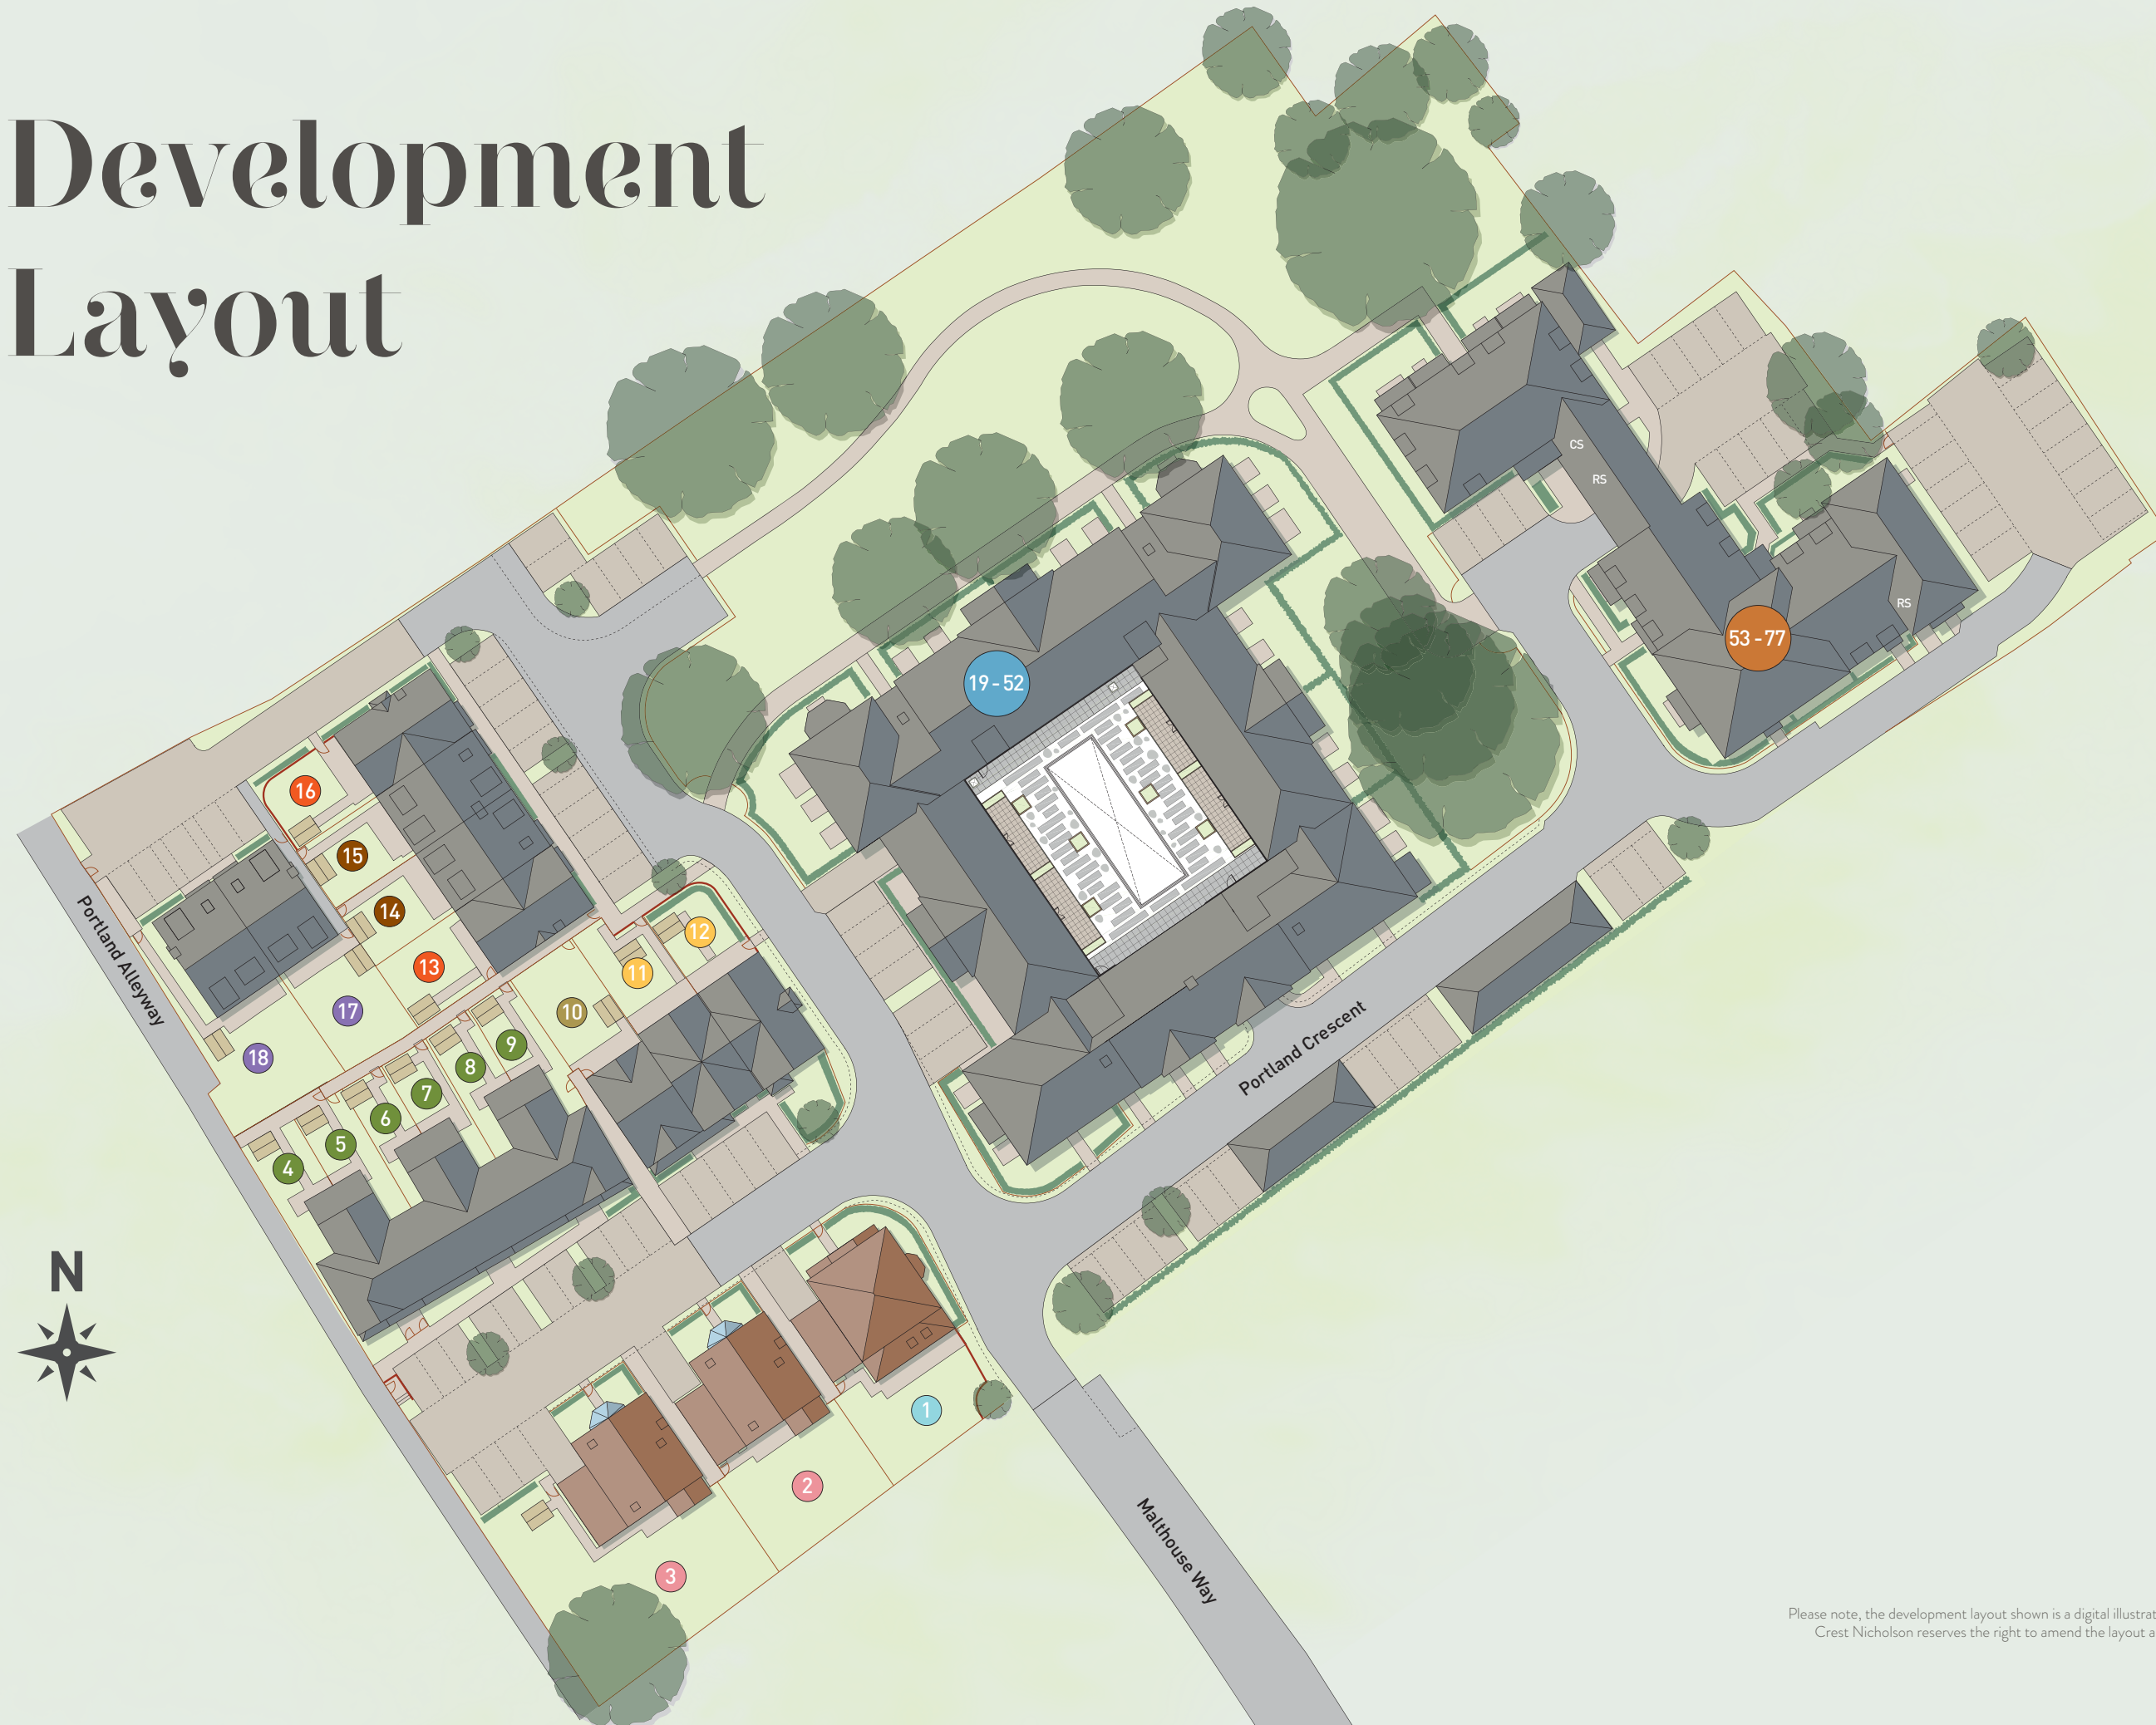 Development
Layout
CS
RS
RS
53 - 77
19 - 52
16
15
14
13
12
11
10
17
18
9
8
7
6
5
4
Portland Alleyway
Portland Crescent
N
1
2
3
Malthouse Way
Please note, the development layout shown is a digital
Crest Nicholson reserves the right to amend the layout